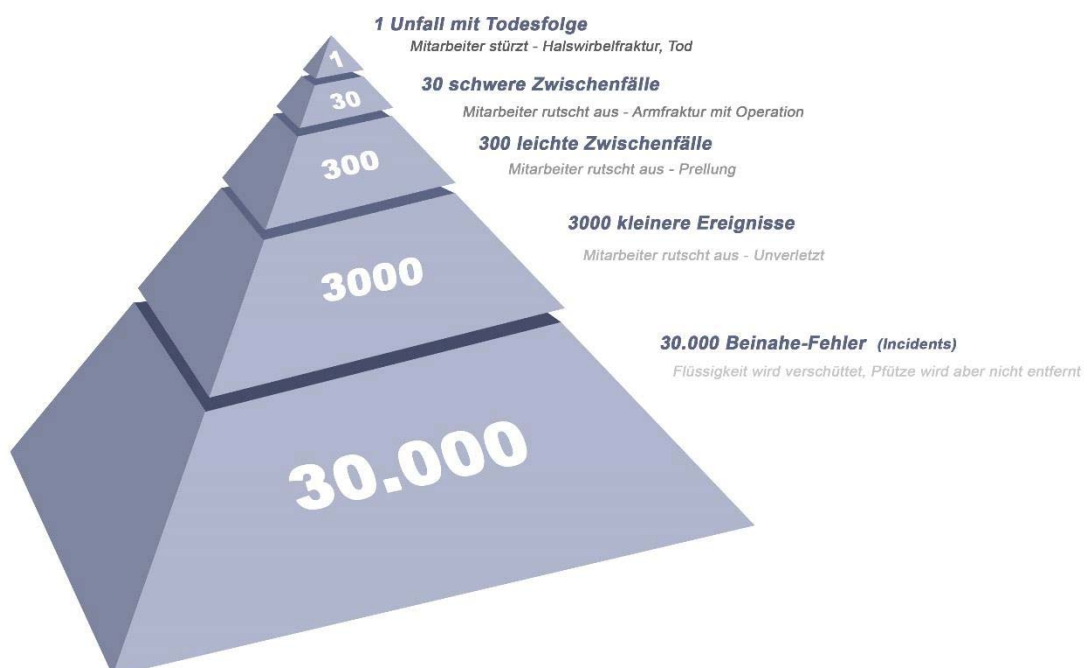 1 Unfall mit Todesfolge
Mitarbeiter stürzt - Halswirbelfraktur, Tod
1
30 schwere Zwischenfälle
30
Mitarbeiter rutscht aus - Armfraktur mit Operation
300 leichte Zwischenfälle
300
Mitarbeiter rutscht aus - Prellung
3000 kleinere Ereignisse
3000
Mitarbeiter rutscht aus - Unverletzt
30.000 Beinahe-Fehler (Incidents)
Flüssigkeit wird verschüttet, Pfütze wird aber nicht entfernt
30.000